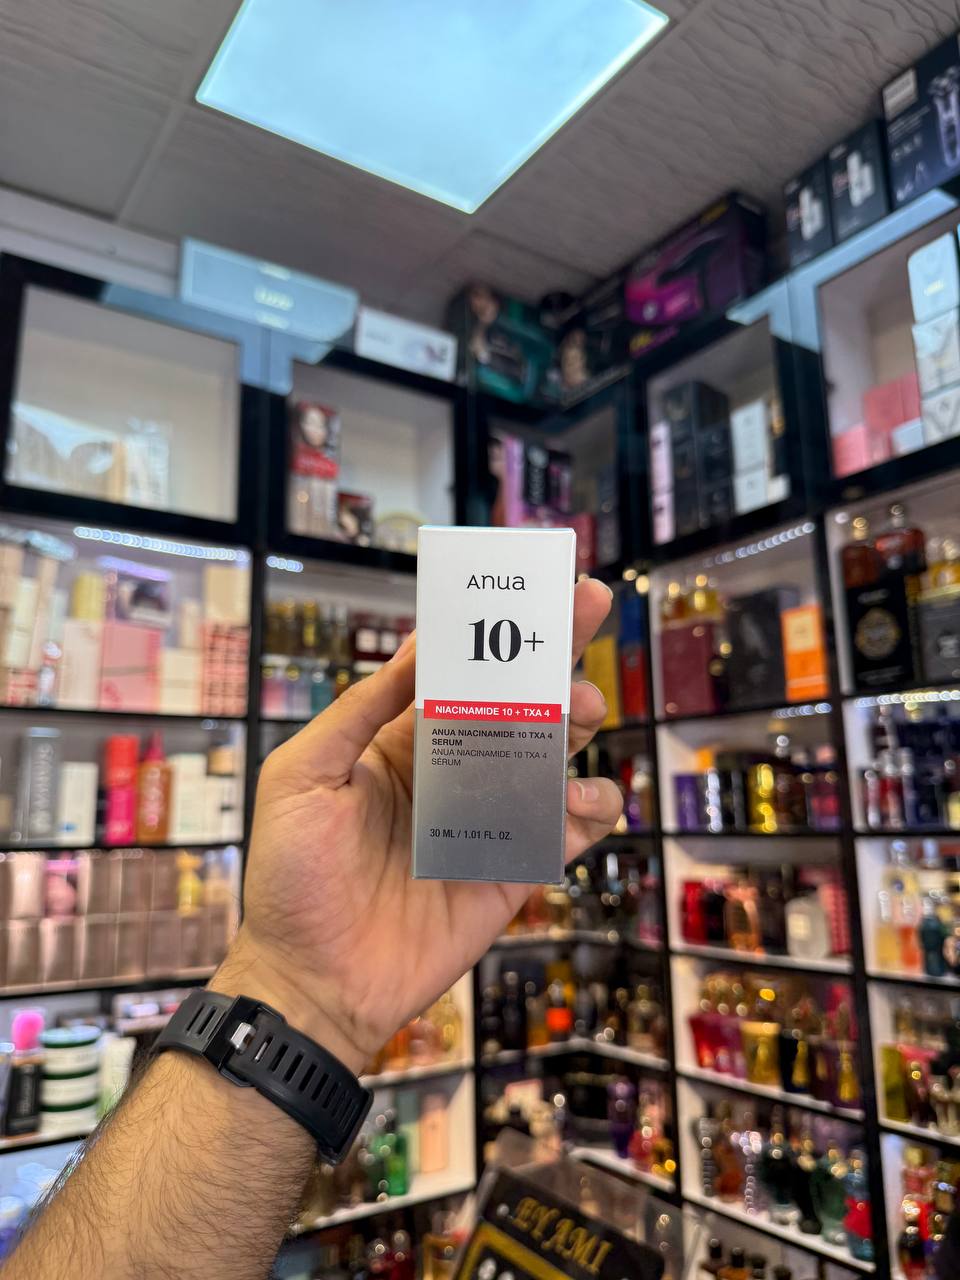 Anua
10+
NIACINAMIDE 10 + TXA 4
ANUA NIACINAMIDE 10 TXA 4
SERUM
ANUA NIACINAMIDE 10 TXA 4
SÉRUM
30 ML / 1.01 FL. OZ.